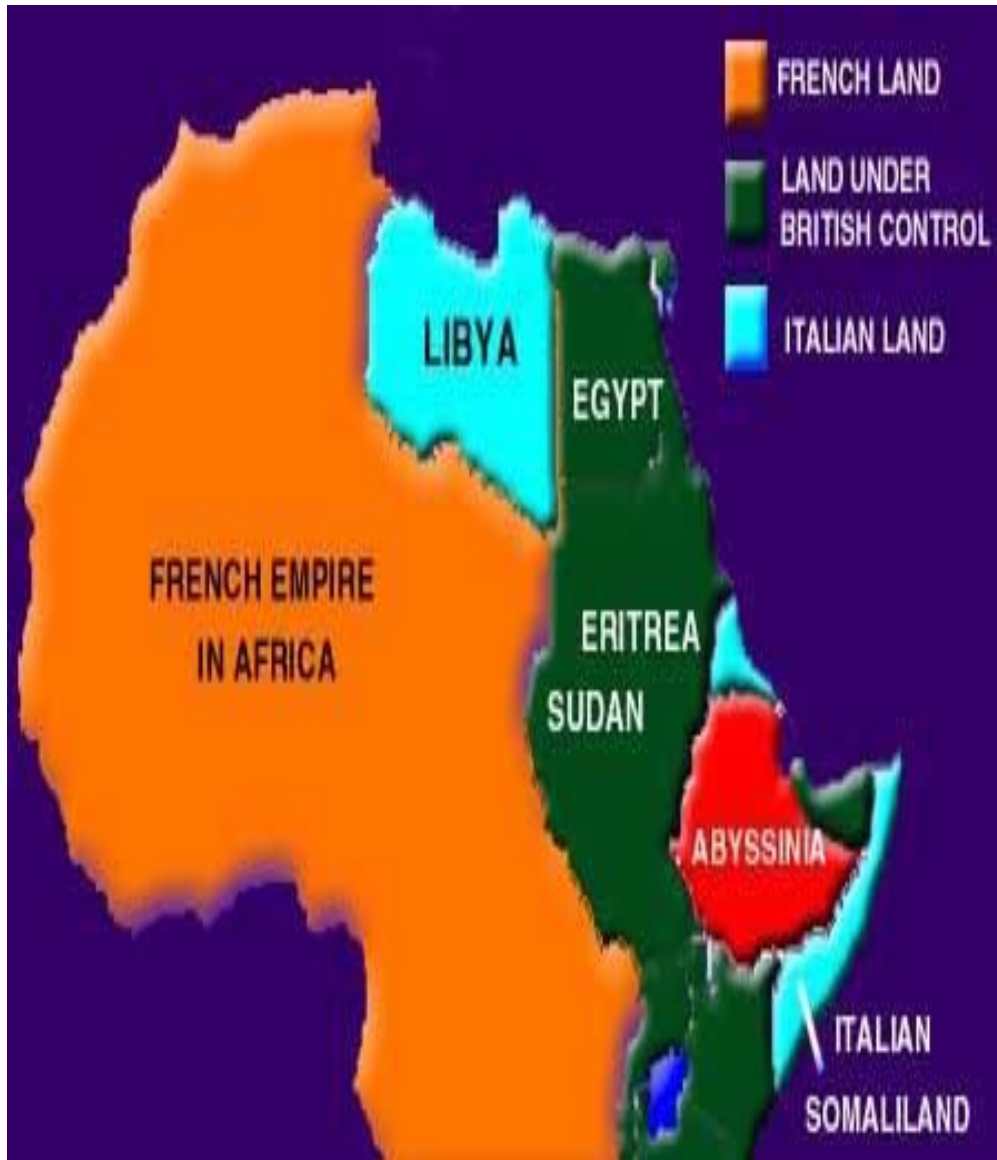 FRENCH LAND
LAND UNDER
BRITISH CONTROL
ITALIAN LAND
LIBYA
EGYPT
FRENCH EMPIRE
IN AFRICA
ERITREA
SUDAN
ABYSSINIA
ITALIAN
SOMALILAND